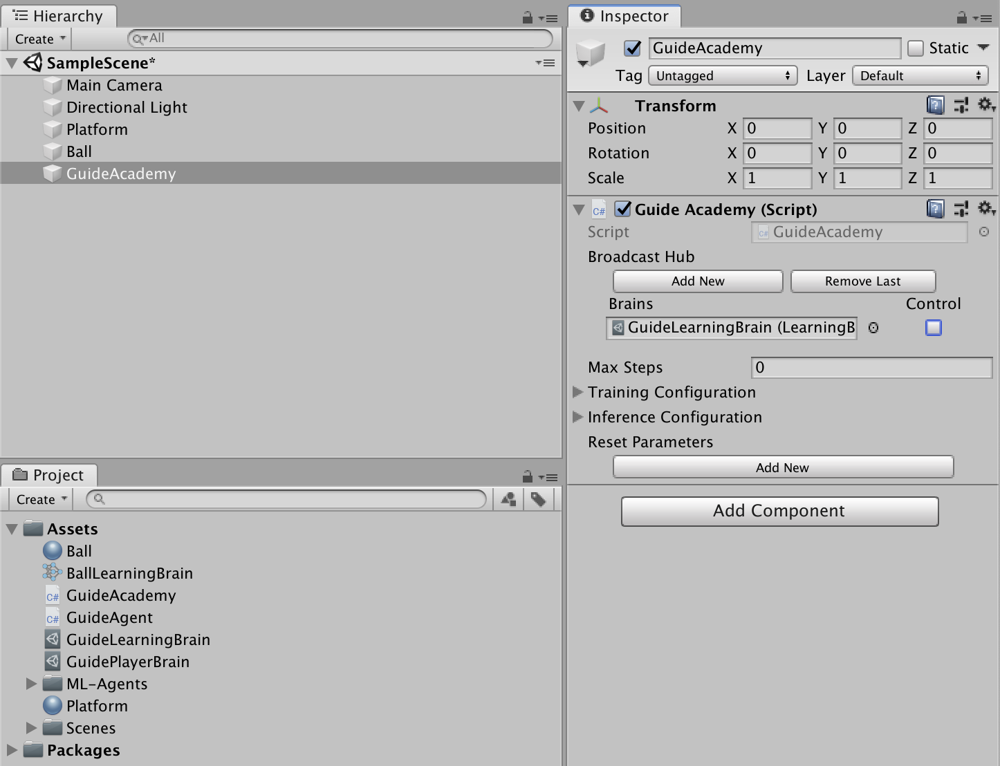 Hierarchy
Create
All
SampleScene*
Main Camera
Directional Light
Platform
Ball
GuideAcademy
Project
Create
Assets
Ball
BallLearningBrain
C# GuideAcademy
C# GuideAgent
GuideLearningBrain
GuidePlayerBrain
ML-Agents
Platform
Scenes
Packages
Inspector
GuideAcademy
Static
Tag Untagged Layer Default
Transform
Position X 0 Y 0 Z 0
Rotation X 0 Y 0 Z 0
Scale X 1 Y 1 Z 1
C# Guide Academy (Script)
Script C# GuideAcademy
Broadcast Hub
Add New Remove Last
Brains Control
GuideLearningBrain (LearningB
Max Steps 0
Training Configuration
Inference Configuration
Reset Parameters
Add New
Add Component